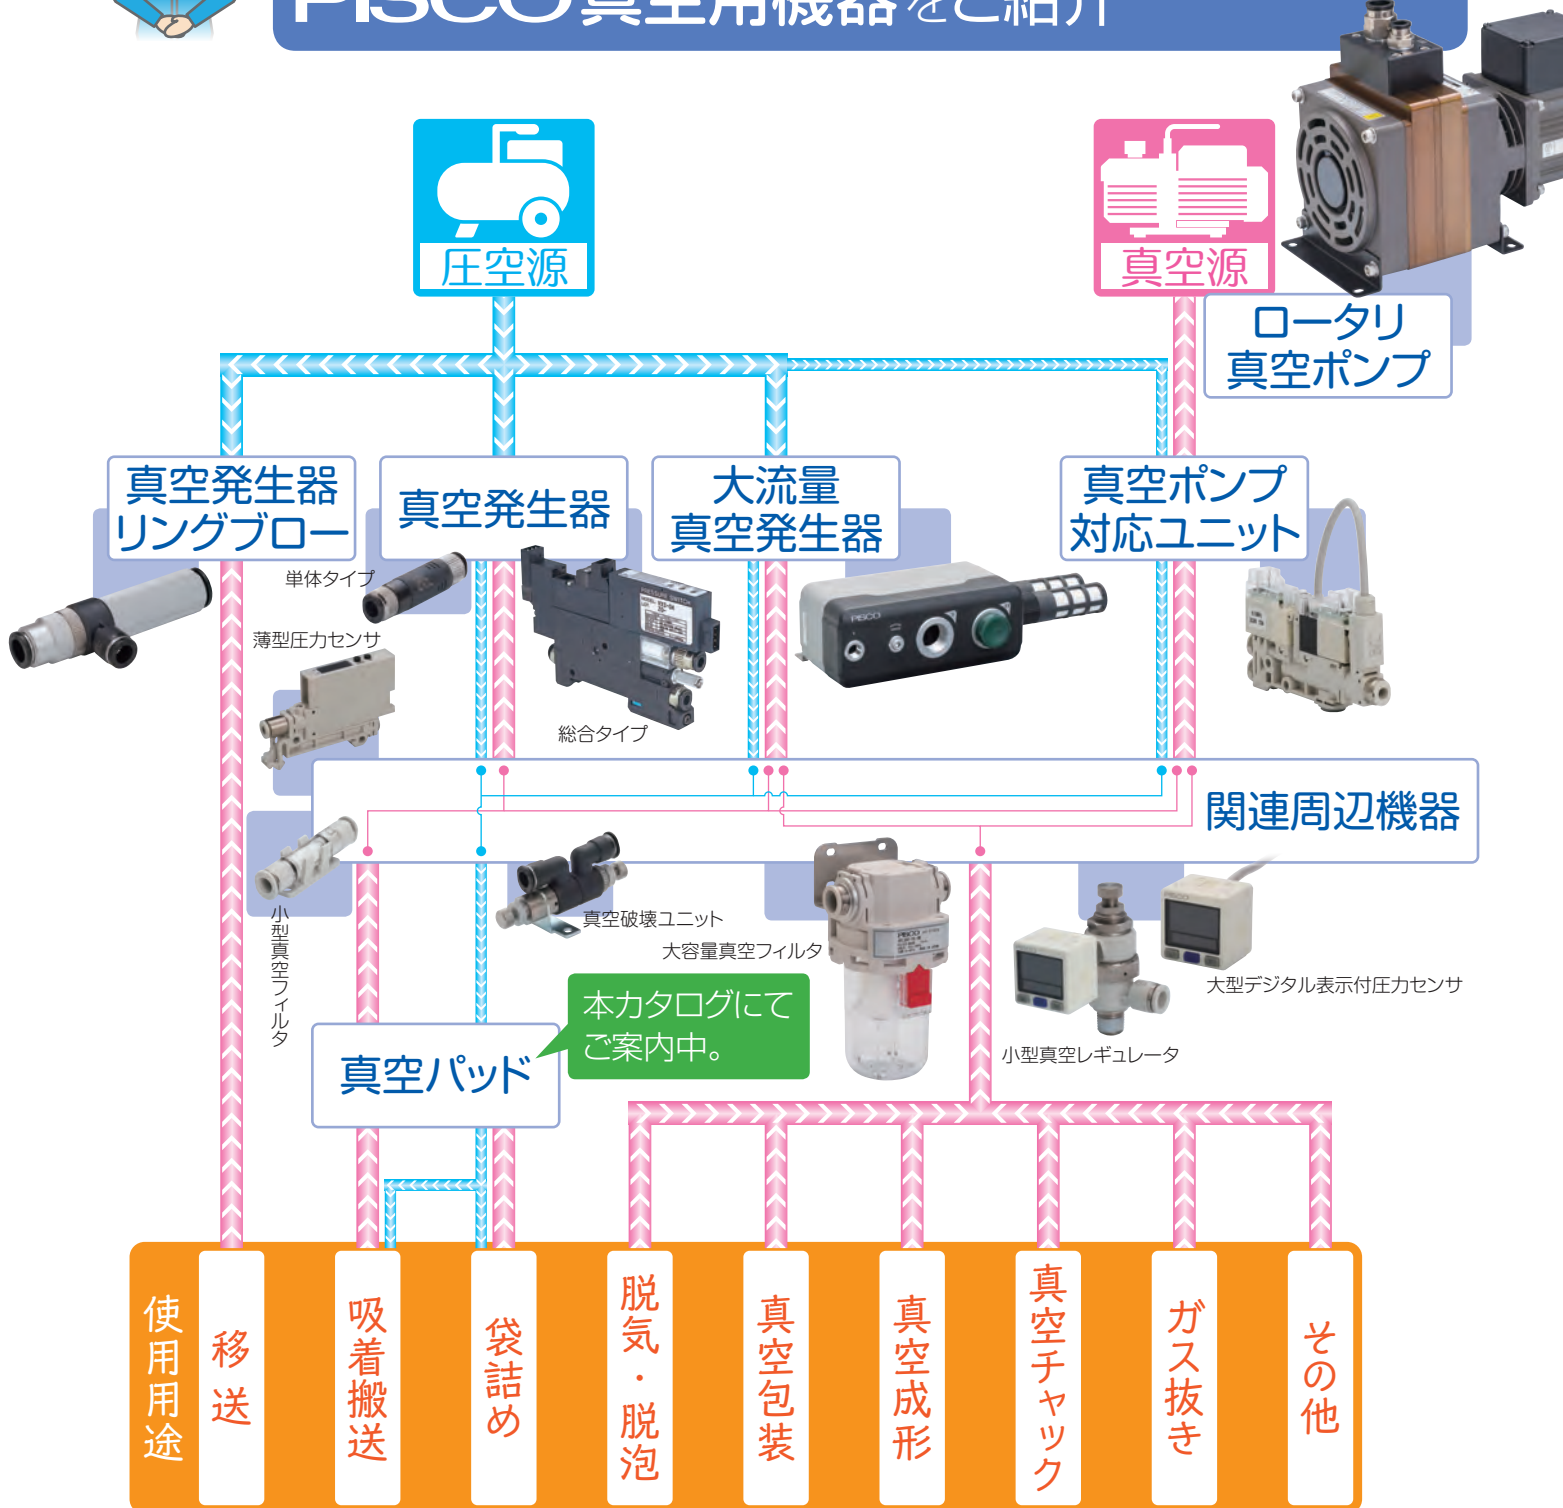 PISCO真空用機器をご紹介
圧空源
真空源
ロータリ
真空ポンプ
真空発生器
リングブロー
真空発生器
大流量
真空発生器
真空ポンプ
対応ユニット
単体タイプ
薄型圧力センサ
PISCO
総合タイプ
関連周辺機器
小型真空フィルタ
真空破壊ユニット
大容量真空フィルタ
PISCO
大型デジタル表示付圧力センサ
小型真空レギュレータ
本カタログにて
ご案内中。
真空パッド
使用用途
移送
吸着搬送
袋詰め
脱気・脱泡
真空包装
真空成形
真空チャック
ガス抜き
その他